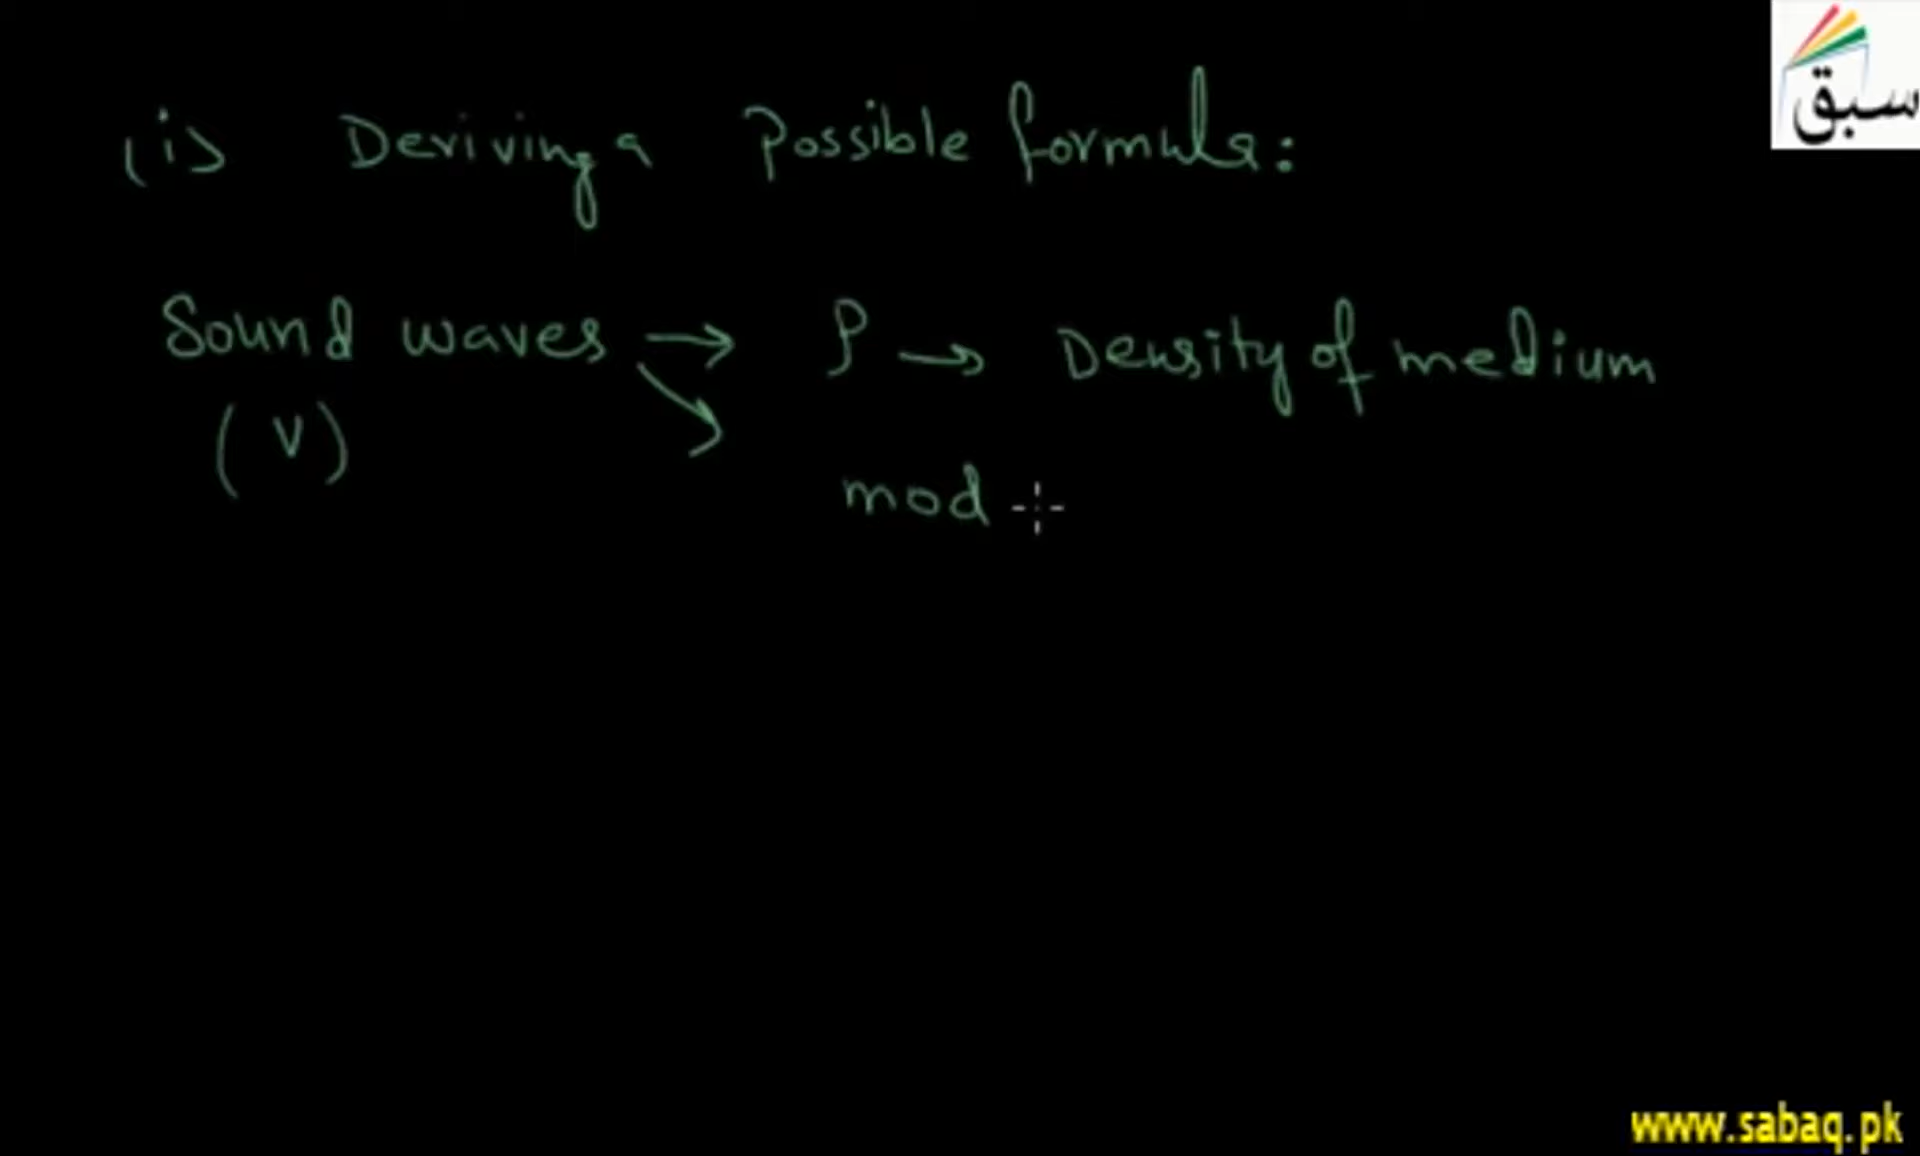 سبق
(i) Deriving a Possible formula:
Sound waves → ρ → Density of medium
(v)
mod
www.sabaq.pk